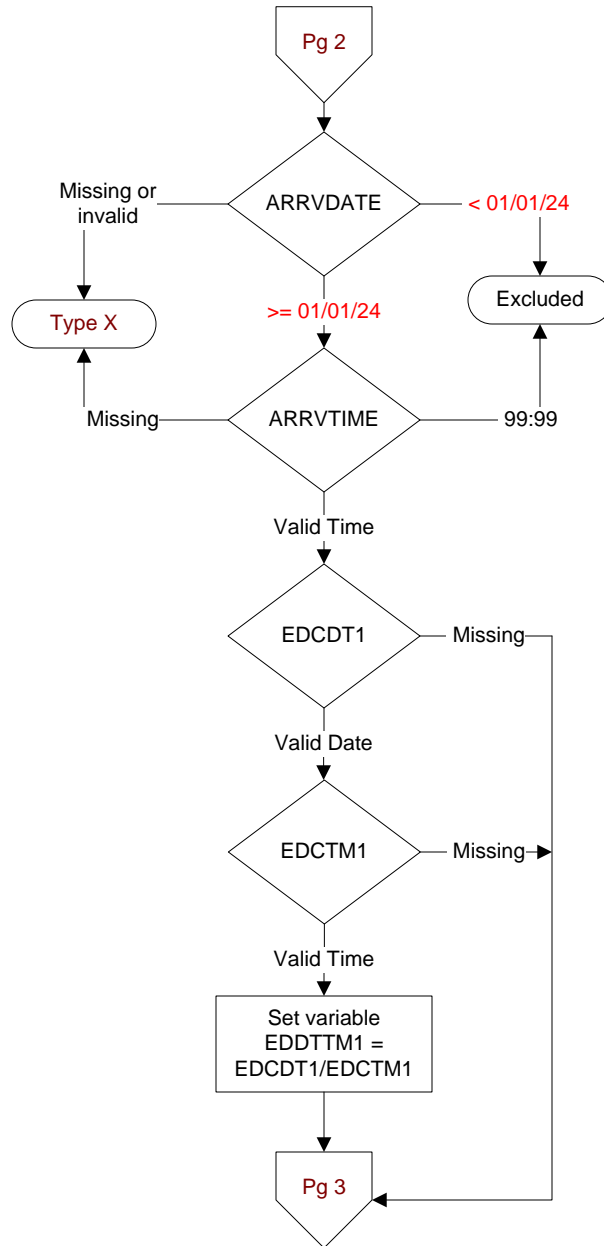 Pg 2
Missing or
invalid
ARRVDATE
< 01/01/24
Type X
>= 01/01/24
Excluded
Missing
ARRVTIME
99:99
Valid Time
EDCDT1
Missing
Valid Date
EDCTM1
Missing
Valid Time
Set variable
EDDTTM1 =
EDCDT1/EDCTM1
Pg 3